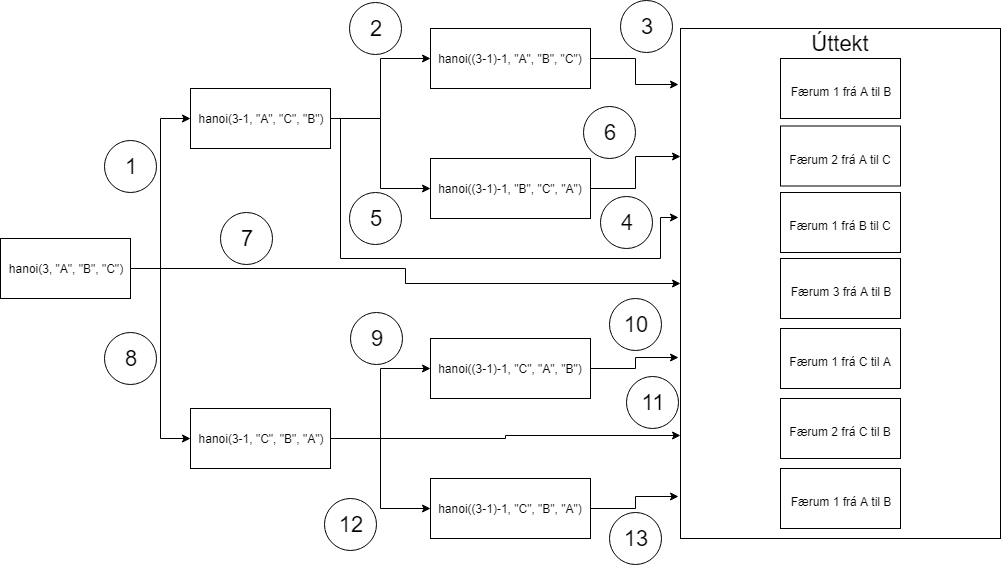 2
3
Úttekt
hanoi((3-1)-1, "A", "B", "C")
Færum 1 frá A til B
hanoi(3-1, "A", "C", "B")
6
1
Færum 2 frá A til C
hanoi((3-1)-1, "B", "C", "A")
5
4
Færum 1 frá B til C
7
hanoi(3, "A", "B", "C")
Færum 3 frá A til B
10
9
8
Færum 1 frá C til A
hanoi((3-1)-1, "C", "A", "B")
11
hanoi(3-1, "C", "B", "A")
Færum 2 frá C til B
hanoi((3-1)-1, "C", "B", "A")
Færum 1 frá A til B
12
13